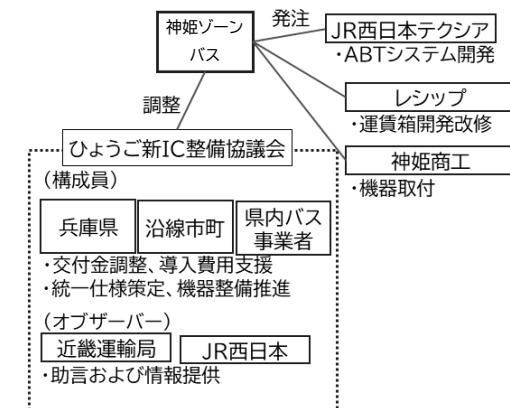 神姫ゾーン
バス
発注
JR西日本テクシア
・ABTシステム開発
レシップ
・運賃箱開発改修
神姫商工
・機器取付
調整
ひょうご新IC整備協議会
（構成員）
兵庫県
沿線市町
県内バス
事業者
・交付金調整、導入費用支援
・統一仕様策定、機器整備推進
（オブザーバー）
近畿運輸局
JR西日本
・助言および情報提供